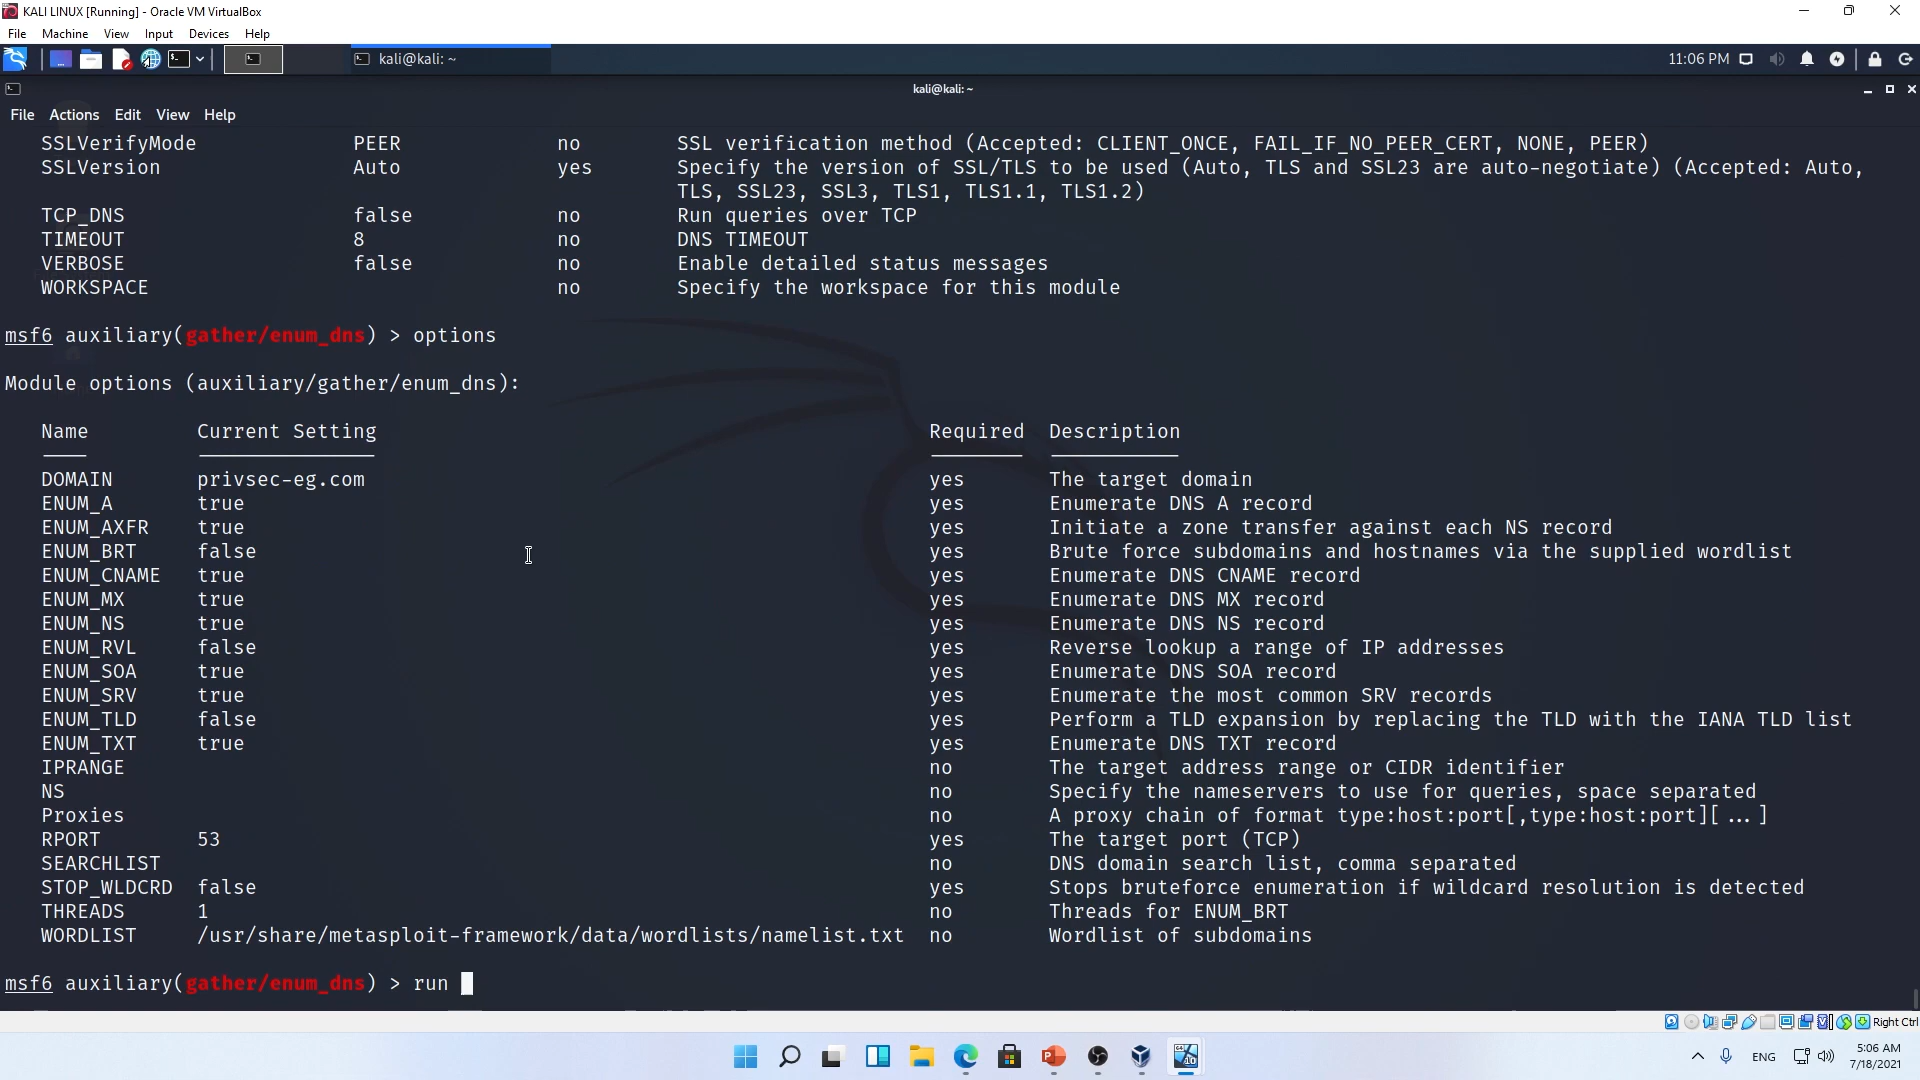 KALI LINUX [Running] - Oracle VM VirtualBox
File Machine View Input Devices Help
kali@kali: ~ 11:06 PM
kali@kali: ~
File Actions Edit View Help
SSLVerifyMode PEER no SSL verification method (Accepted: CLIENT_ONCE, FAIL_IF_NO_PEER_CERT, NONE, PEER)
SSLVersion Auto yes Specify the version of SSL/TLS to be used (Auto, TLS and SSL23 are auto-negotiate) (Accepted: Auto,
TLS, SSL23, SSL3, TLS1, TLS1.1, TLS1.2)
TCP_DNS false no Run queries over TCP
TIMEOUT 8 no DNS TIMEOUT
VERBOSE false no Enable detailed status messages
WORKSPACE no Specify the workspace for this module
msf6 auxiliary(gather/enum_dns) > options
Module options (auxiliary/gather/enum_dns):
Name Current Setting Required Description
DOMAIN privsec-eg.com yes The target domain
ENUM_A true yes Enumerate DNS A record
ENUM_AXFR true yes Initiate a zone transfer against each NS record
ENUM_BRT false yes Brute force subdomains and hostnames via the supplied wordlist
ENUM_CNAME true yes Enumerate DNS CNAME record
ENUM_MX true yes Enumerate DNS MX record
ENUM_NS true yes Enumerate DNS NS record
ENUM_RVL false yes Reverse lookup a range of IP addresses
ENUM_SOA true yes Enumerate DNS SOA record
ENUM_SRV true yes Enumerate the most common SRV records
ENUM_TLD false yes Perform a TLD expansion by replacing the TLD with the IANA TLD list
ENUM_TXT true yes Enumerate DNS TXT record
IPRANGE no The target address range or CIDR identifier
NS no Specify the nameservers to use for queries, space separated
Proxies no A proxy chain of format type:host:port[,type:host:port][...]
RPORT 53 yes The target port (TCP)
SEARCHLIST no DNS domain search list, comma separated
STOP_WLDCRD false yes Stops bruteforce enumeration if wildcard resolution is detected
THREADS 1 no Threads for ENUM_BRT
WORDLIST /usr/share/metasploit-framework/data/wordlists/namelist.txt no Wordlist of subdomains
msf6 auxiliary(gather/enum_dns) > run
Right Ctrl
ENG 5:06 AM
7/18/2021